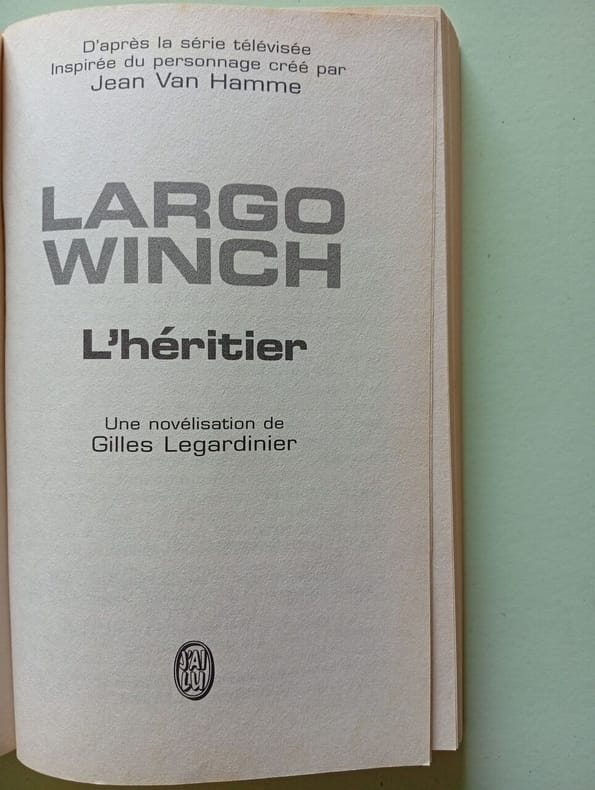 D'après la série télévisée
Inspirée du personnage créé par
Jean Van Hamme
LARGO
WINCH
L'héritier
Une novélisation de
Gilles Legardinier
J'AI
LU